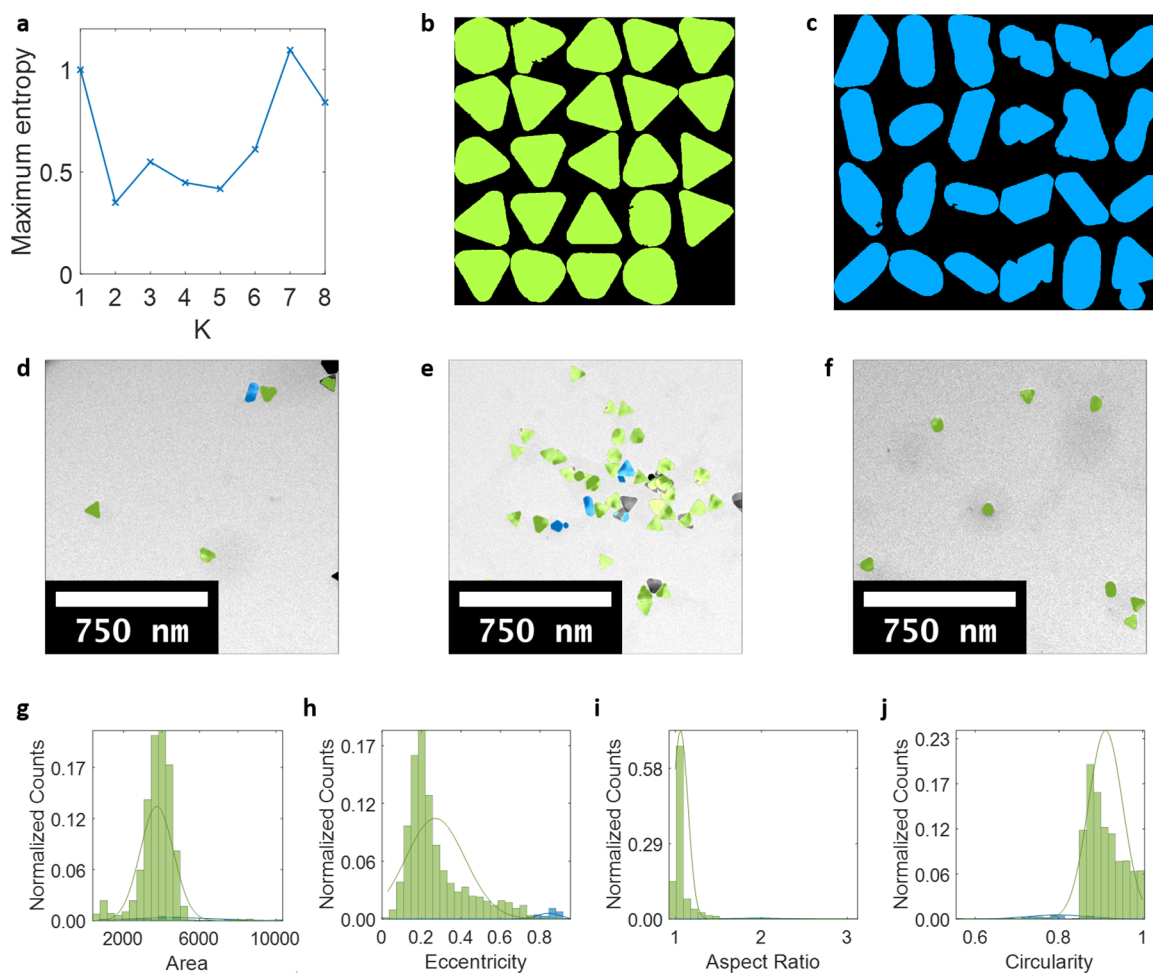 a
Maximum entropy
1
0.5
0
1 2 3 4 5 6 7 8
K
b
c
d
750 nm
e
750 nm
f
750 nm
g
Normalized Counts
0.17
0.12
0.06
0.00
2000 6000 10000
Area
h
Normalized Counts
0.17
0.12
0.06
0.00
0 0.2 0.4 0.6 0.8
Eccentricity
i
Normalized Counts
0.58
0.29
0.00
1 2 3
Aspect Ratio
j
Normalized Counts
0.23
0.17
0.12
0.06
0.00
0.6 0.8 1
Circularity